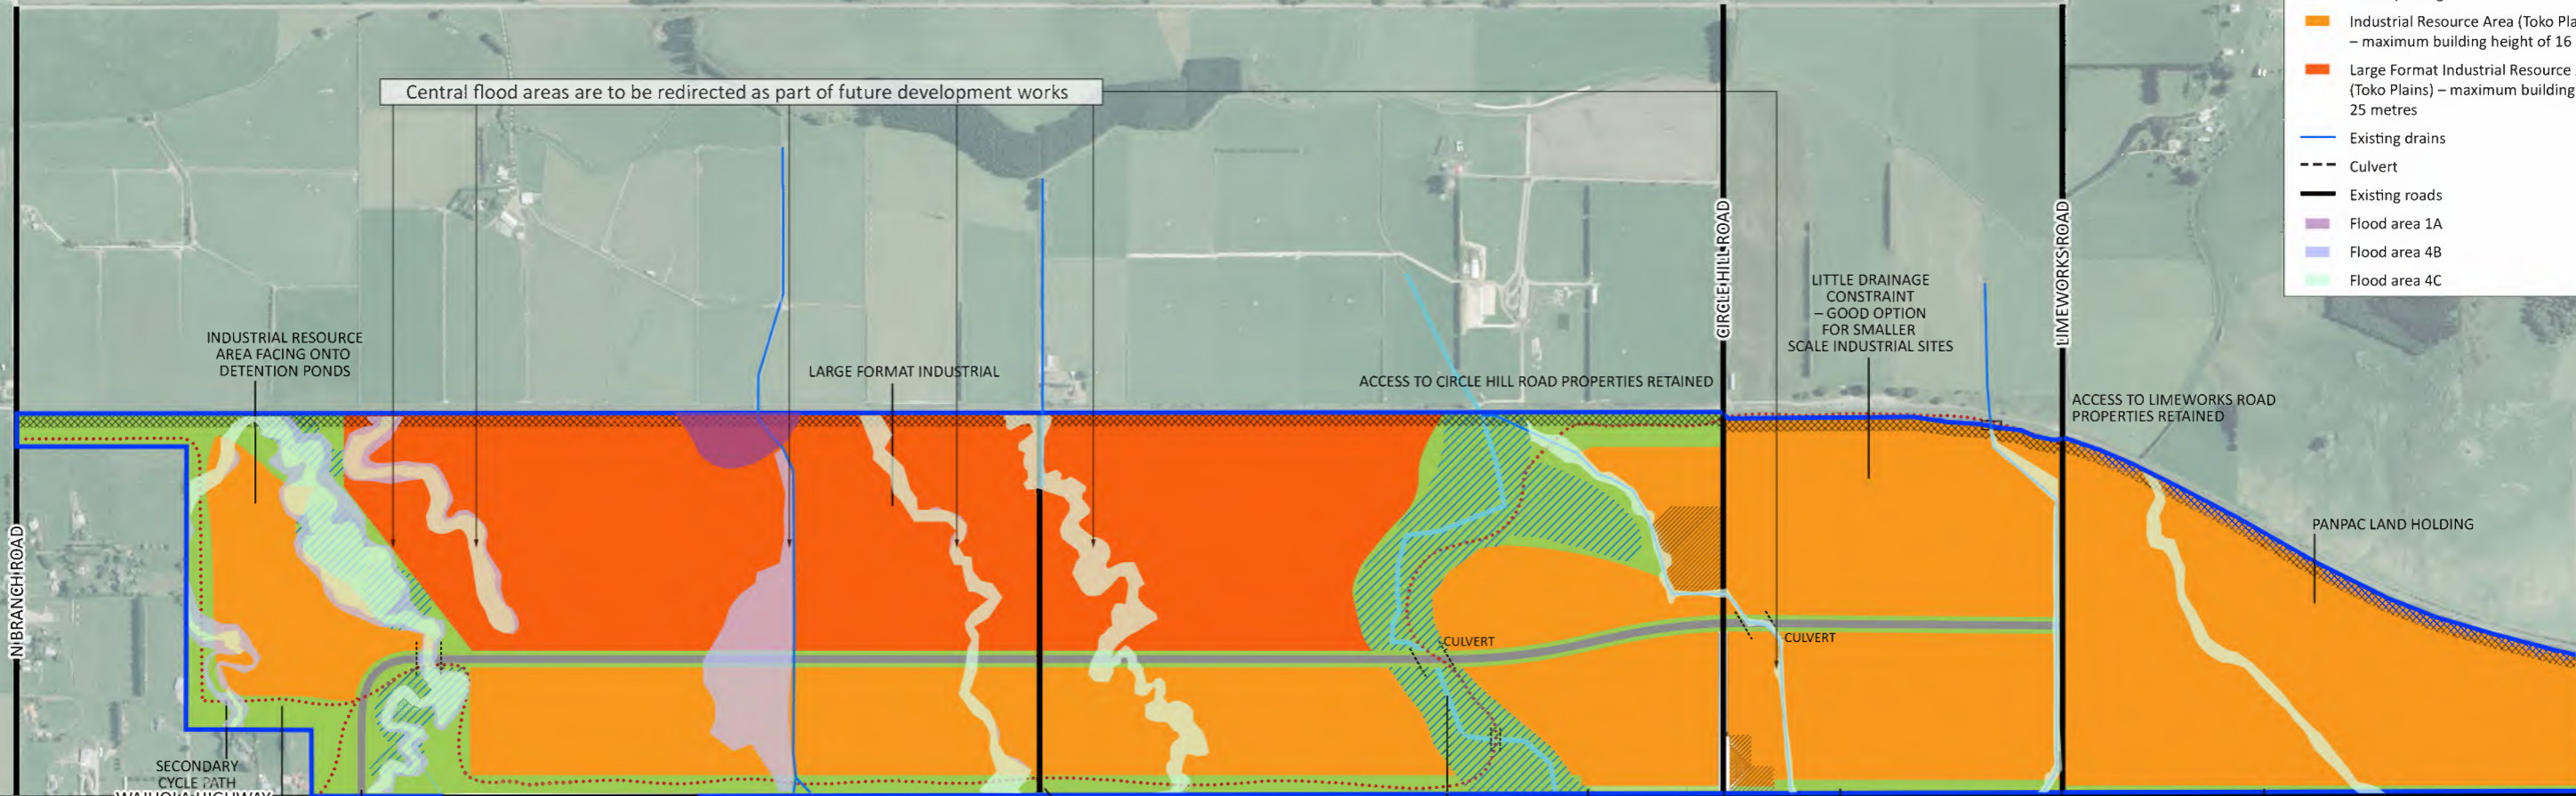 Industrial Resource Area (Toko Pla
– maximum building height of 16
Large Format Industrial Resource
(Toko Plains) – maximum building
25 metres
Existing drains
Culvert
Existing roads
Flood area 1A
Flood area 4B
Flood area 4C
Central flood areas are to be redirected as part of future development works
CIRCLE HILL ROAD
LIMEWORKS ROAD
LITTLE DRAINAGE
CONSTRAINT
– GOOD OPTION
FOR SMALLER
SCALE INDUSTRIAL SITES
INDUSTRIAL RESOURCE
AREA FACING ONTO
DETENTION PONDS
LARGE FORMAT INDUSTRIAL
ACCESS TO CIRCLE HILL ROAD PROPERTIES RETAINED
ACCESS TO LIMEWORKS ROAD
PROPERTIES RETAINED
PANPAC LAND HOLDING
NIBRANCH ROAD
CULVERT
CULVERT
SECONDARY
CYCLE PATH
HIGHWAY